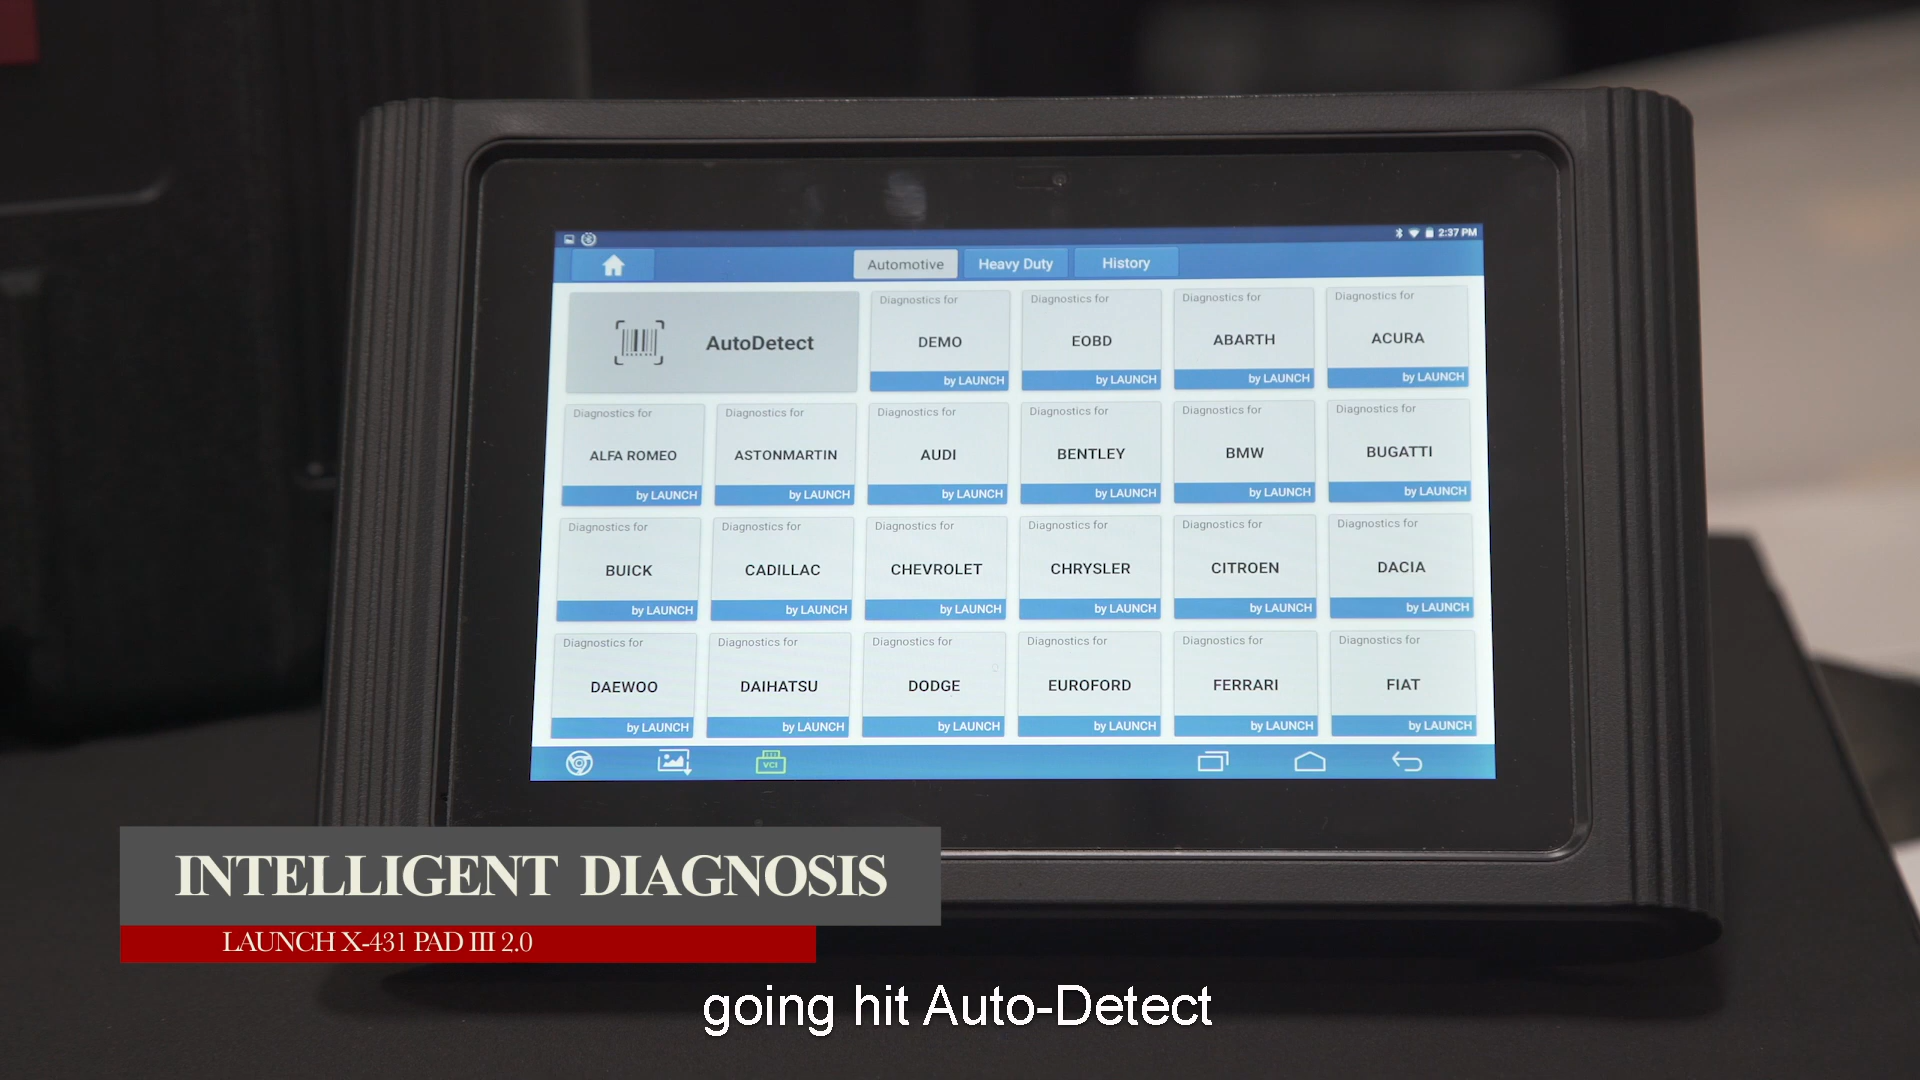 2:37 PM
Automotive
Heavy Duty
History
AutoDetect
Diagnostics for
DEMO
by LAUNCH
Diagnostics for
EOBD
by LAUNCH
Diagnostics for
ABARTH
by LAUNCH
Diagnostics for
ACURA
by LAUNCH
Diagnostics for
ALFA ROMEO
by LAUNCH
Diagnostics for
ASTONMARTIN
by LAUNCH
Diagnostics for
AUDI
by LAUNCH
Diagnostics for
BENTLEY
by LAUNCH
Diagnostics for
BMW
by LAUNCH
Diagnostics for
BUGATTI
by LAUNCH
Diagnostics for
BUICK
by LAUNCH
Diagnostics for
CADILLAC
by LAUNCH
Diagnostics for
CHEVROLET
by LAUNCH
Diagnostics for
CHRYSLER
by LAUNCH
Diagnostics for
CITROEN
by LAUNCH
Diagnostics for
DACIA
by LAUNCH
Diagnostics for
DAEWOO
by LAUNCH
Diagnostics for
DAIHATSU
by LAUNCH
Diagnostics for
DODGE
by LAUNCH
Diagnostics for
EUROFORD
by LAUNCH
Diagnostics for
FERRARI
by LAUNCH
Diagnostics for
FIAT
by LAUNCH
VCI
INTELLIGENT DIAGNOSIS
LAUNCH X-431 PAD III 2.0
going hit Auto-Detect